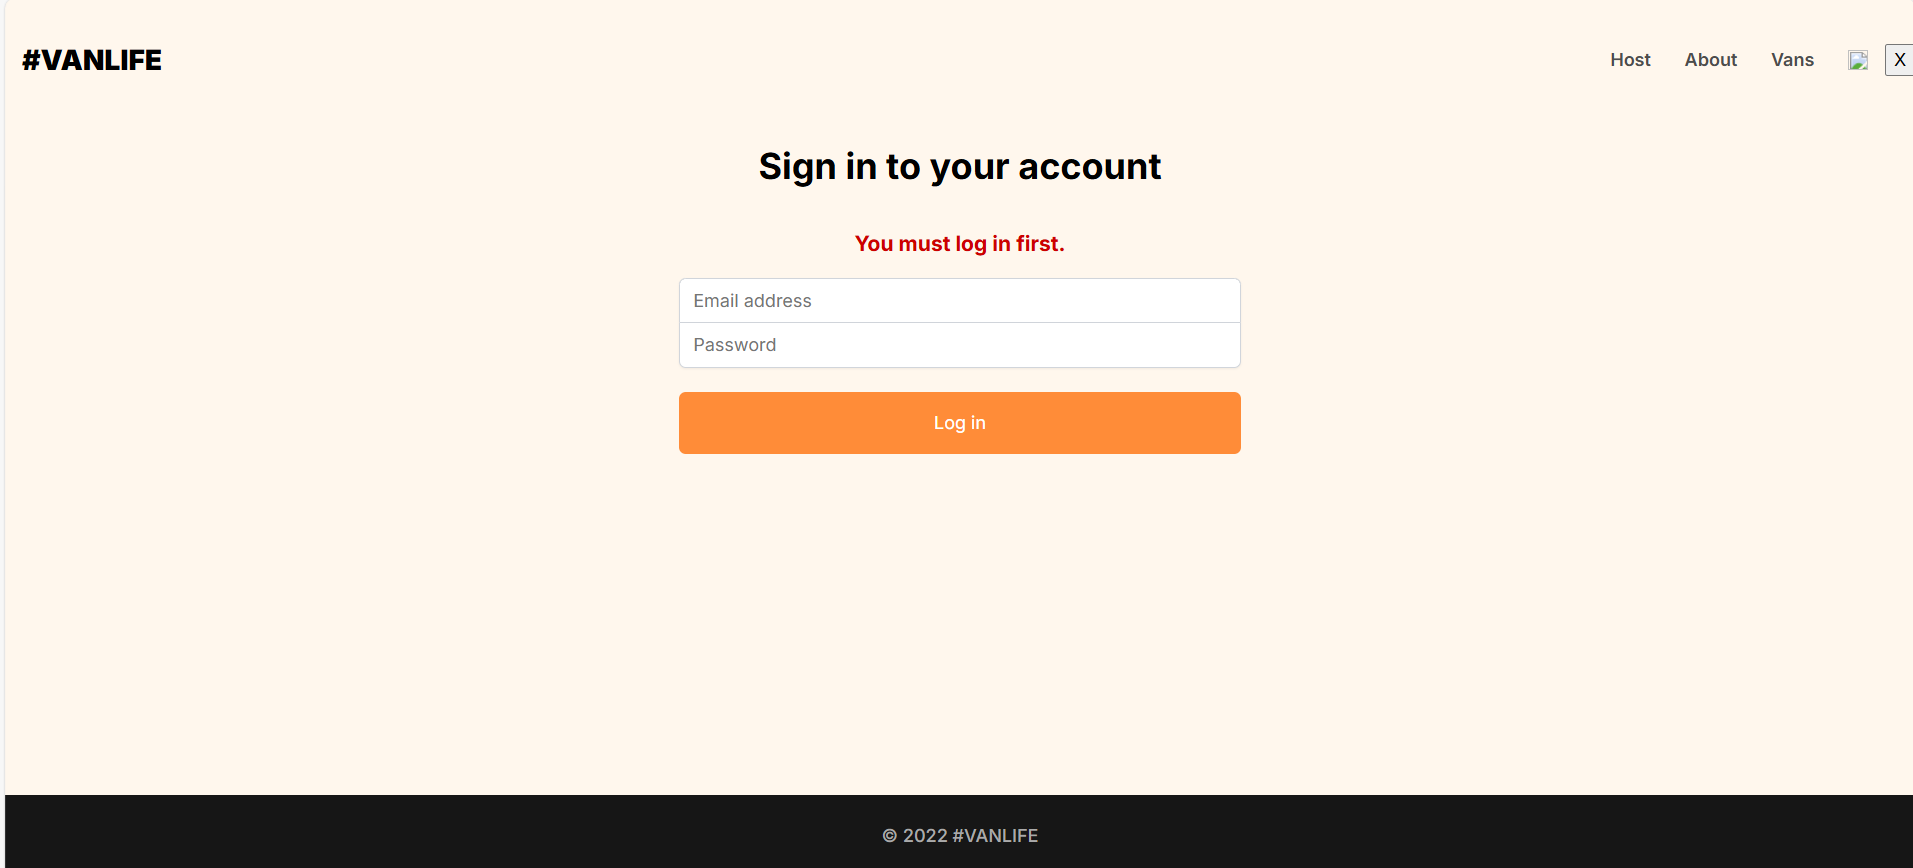 #VANLIFE
Host About Vans X
Sign in to your account
You must log in first.
Email address
Password
Log in
© 2022 #VANLIFE